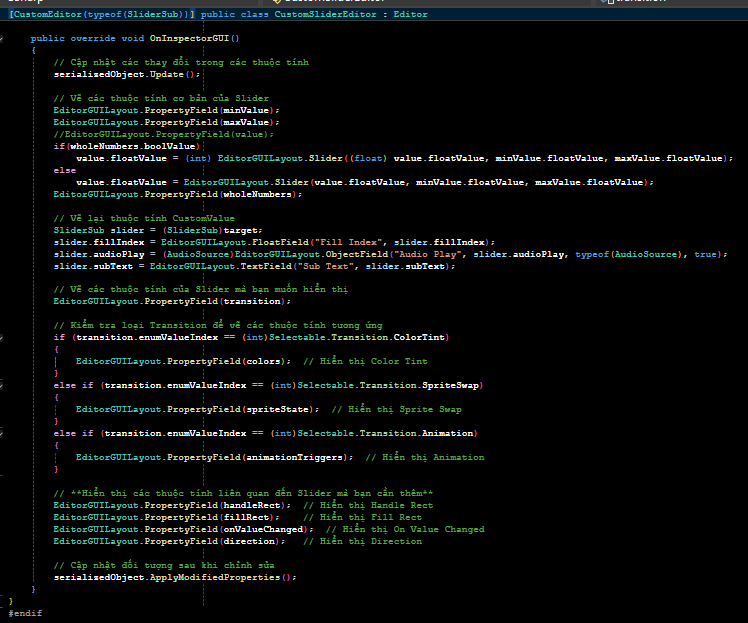 [CustomEditor(typeof(SliderSub))] public class CustomSliderEditor : Editor
public override void OnInspectorGUI()
{
// Cập nhật các thay đổi trong các thuộc tính
serializedObject.Update();
// Vẽ các thuộc tính cơ bản của Slider
EditorGUILayout.PropertyField(minValue);
EditorGUILayout.PropertyField(maxValue);
//EditorGUILayout.PropertyField(value);
if(wholeNumbers.boolValue)
value.floatValue = (int) EditorGUILayout.Slider((float) value.floatValue, minValue.floatValue, maxValue.floatValue);
else
value.floatValue = EditorGUILayout.Slider(value.floatValue, minValue.floatValue, maxValue.floatValue);
EditorGUILayout.PropertyField(wholeNumbers);
// Vẽ lại thuộc tính CustomValue
SliderSub slider = (SliderSub)target;
slider.fillIndex = EditorGUILayout.FloatField("Fill Index", slider.fillIndex);
slider.audioPlay = (AudioSource)EditorGUILayout.ObjectField("Audio Play", slider.audioPlay, typeof(AudioSource), true);
slider.subText = EditorGUILayout.TextField("Sub Text", slider.subText);
// Vẽ các thuộc tính của Slider mà bạn muốn hiển thị
EditorGUILayout.PropertyField(transition);
// Kiểm tra loại Transition để vẽ các thuộc tính tương ứng
if (transition.enumValueIndex == (int)Selectable.Transition.ColorTint)
{
EditorGUILayout.PropertyField(colors);  // Hiển thị Color Tint
}
else if (transition.enumValueIndex == (int)Selectable.Transition.SpriteSwap)
{
EditorGUILayout.PropertyField(spriteState);  // Hiển thị Sprite Swap
}
else if (transition.enumValueIndex == (int)Selectable.Transition.Animation)
{
EditorGUILayout.PropertyField(animationTriggers);  // Hiển thị Animation
}
// **Hiển thị các thuộc tính liên quan đến Slider mà bạn cần thêm**
EditorGUILayout.PropertyField(handleRect);  // Hiển thị Handle Rect
EditorGUILayout.PropertyField(fillRect);    // Hiển thị Fill Rect
EditorGUILayout.PropertyField(onValueChanged);  // Hiển thị On Value Changed
EditorGUILayout.PropertyField(direction);   // Hiển thị Direction
// Cập nhật đối tượng sau khi chỉnh sửa
serializedObject.ApplyModifiedProperties();
}
}
#endif